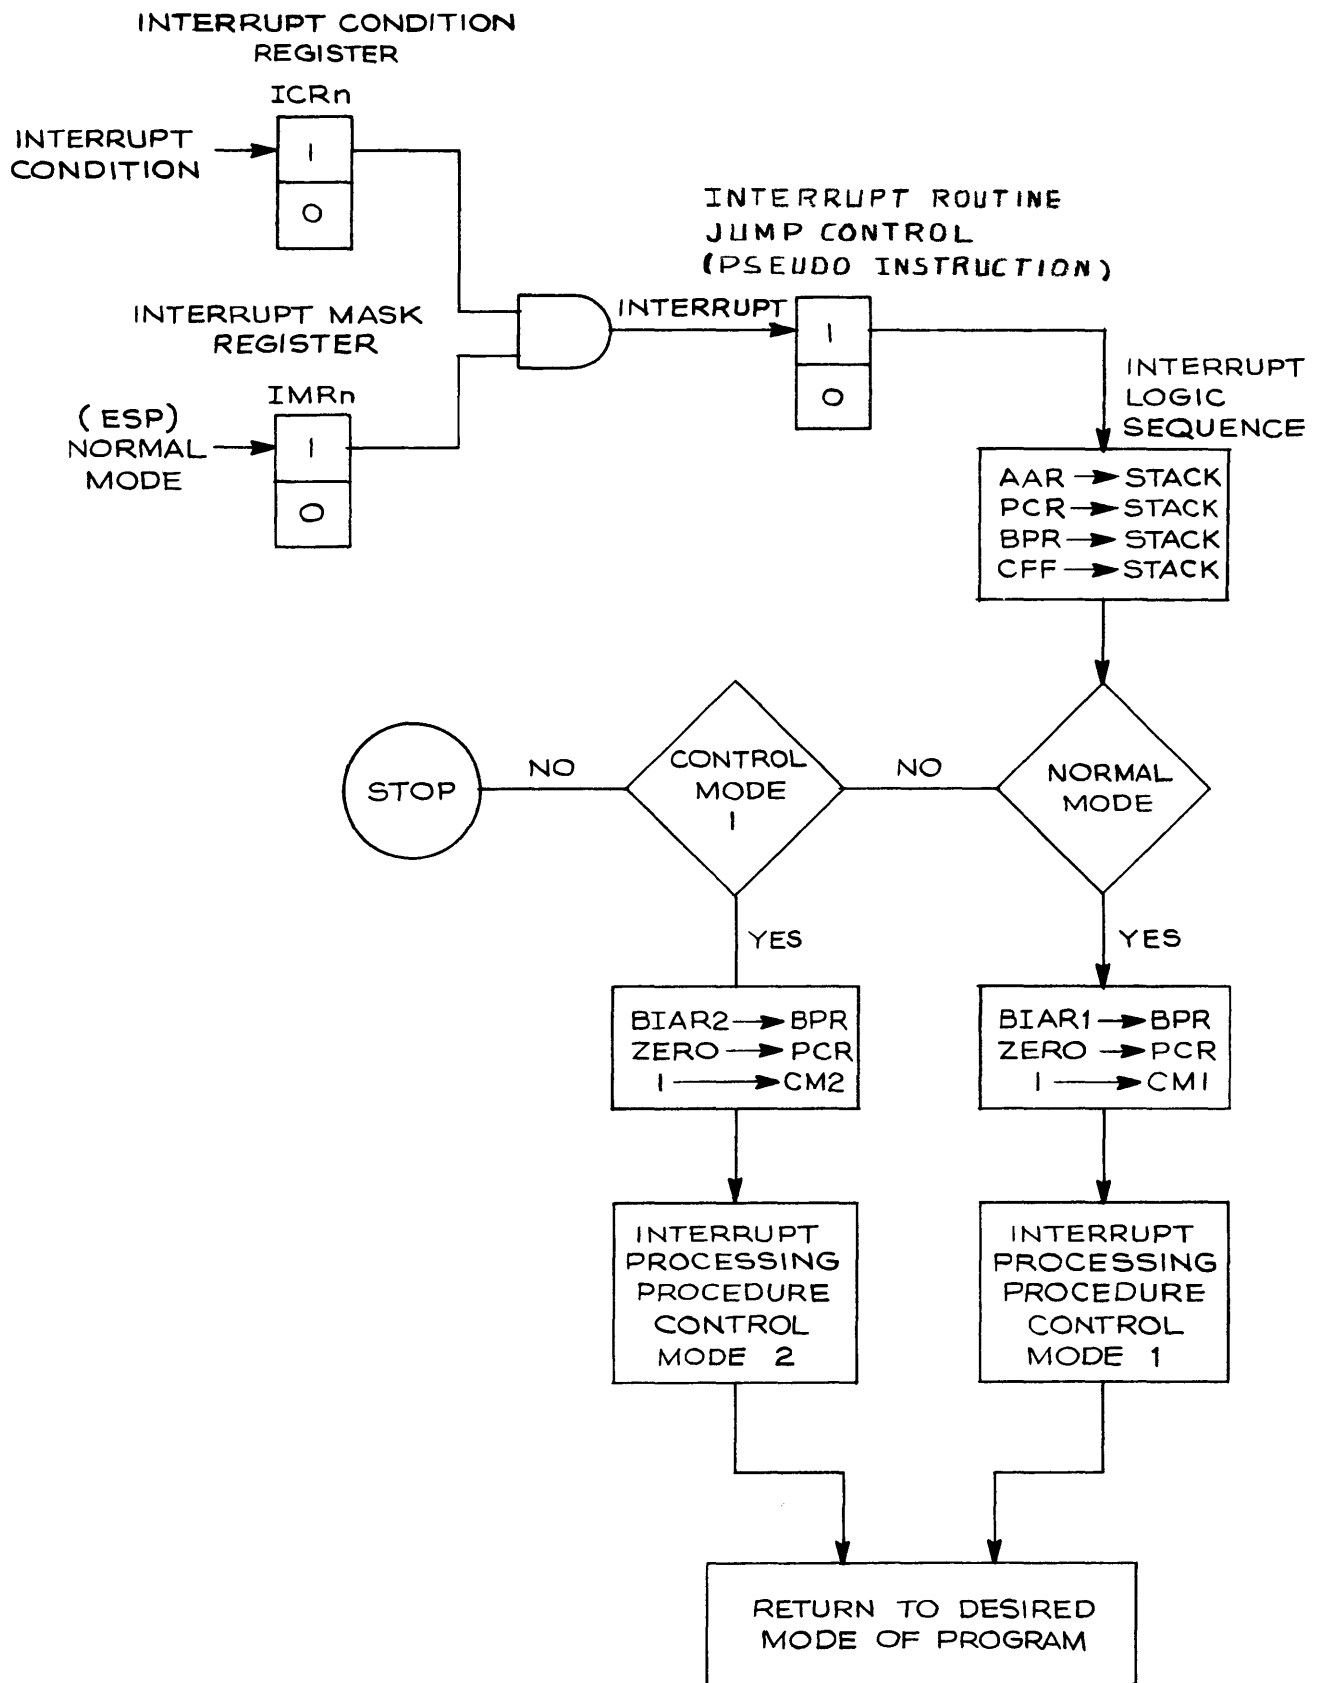 INTERRUPT CONDITION
REGISTER
ICRn
INTERRUPT
CONDITION
1
0
INTERRUPT ROUTINE
JUMP CONTROL
(PSEUDO INSTRUCTION)
INTERRUPT MASK
REGISTER
INTERRUPT
1
0
IMRn
(ESP)
NORMAL
MODE
1
0
INTERRUPT
LOGIC
SEQUENCE
AAR → STACK
PCR → STACK
BPR → STACK
CFF → STACK
STOP
NO
CONTROL
MODE
1
NO
NORMAL
MODE
YES
YES
BIAR2 → BPR
ZERO → PCR
1 → CM2
BIAR1 → BPR
ZERO → PCR
1 → CM1
INTERRUPT
PROCESSING
PROCEDURE
CONTROL
MODE 2
INTERRUPT
PROCESSING
PROCEDURE
CONTROL
MODE 1
RETURN TO DESIRED
MODE OF PROGRAM